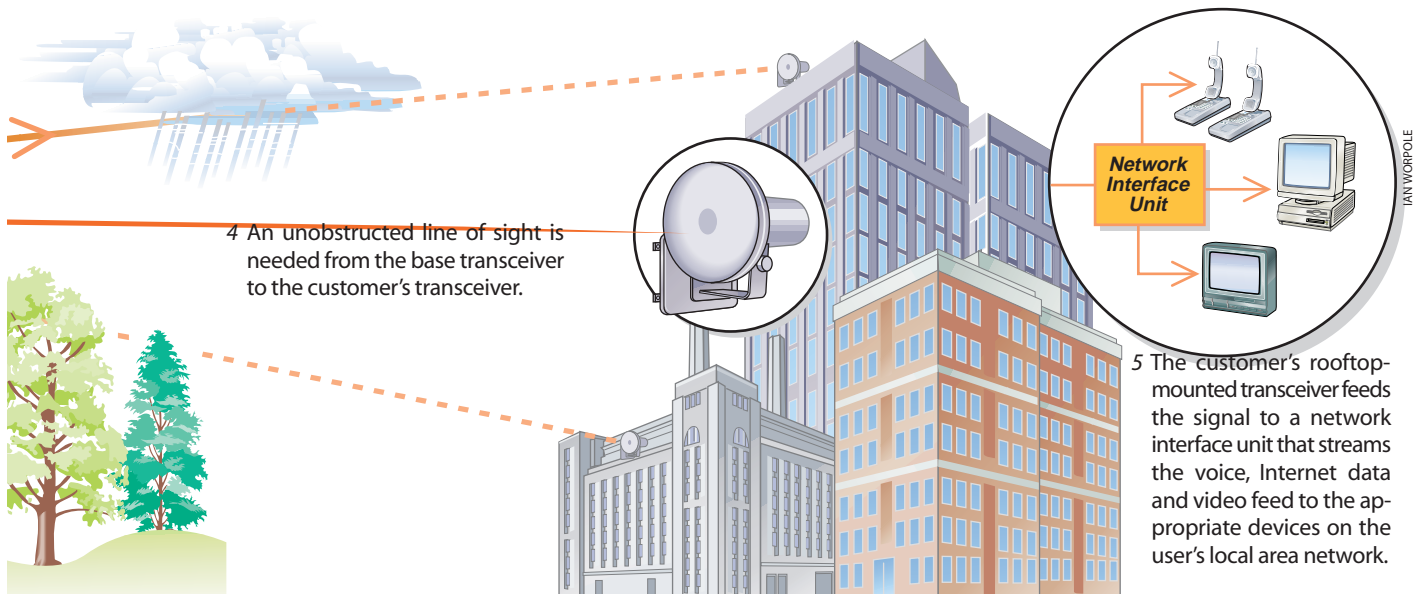 4 An unobstructed line of sight is
needed from the base transceiver
to the customer's transceiver.
Network
Interface
Unit
IAN WORPOLE
5 The customer's rooftop-
mounted transceiver feeds
the signal to a network
interface unit that streams
the voice, Internet data
and video feed to the ap-
propriate devices on the
user's local area network.